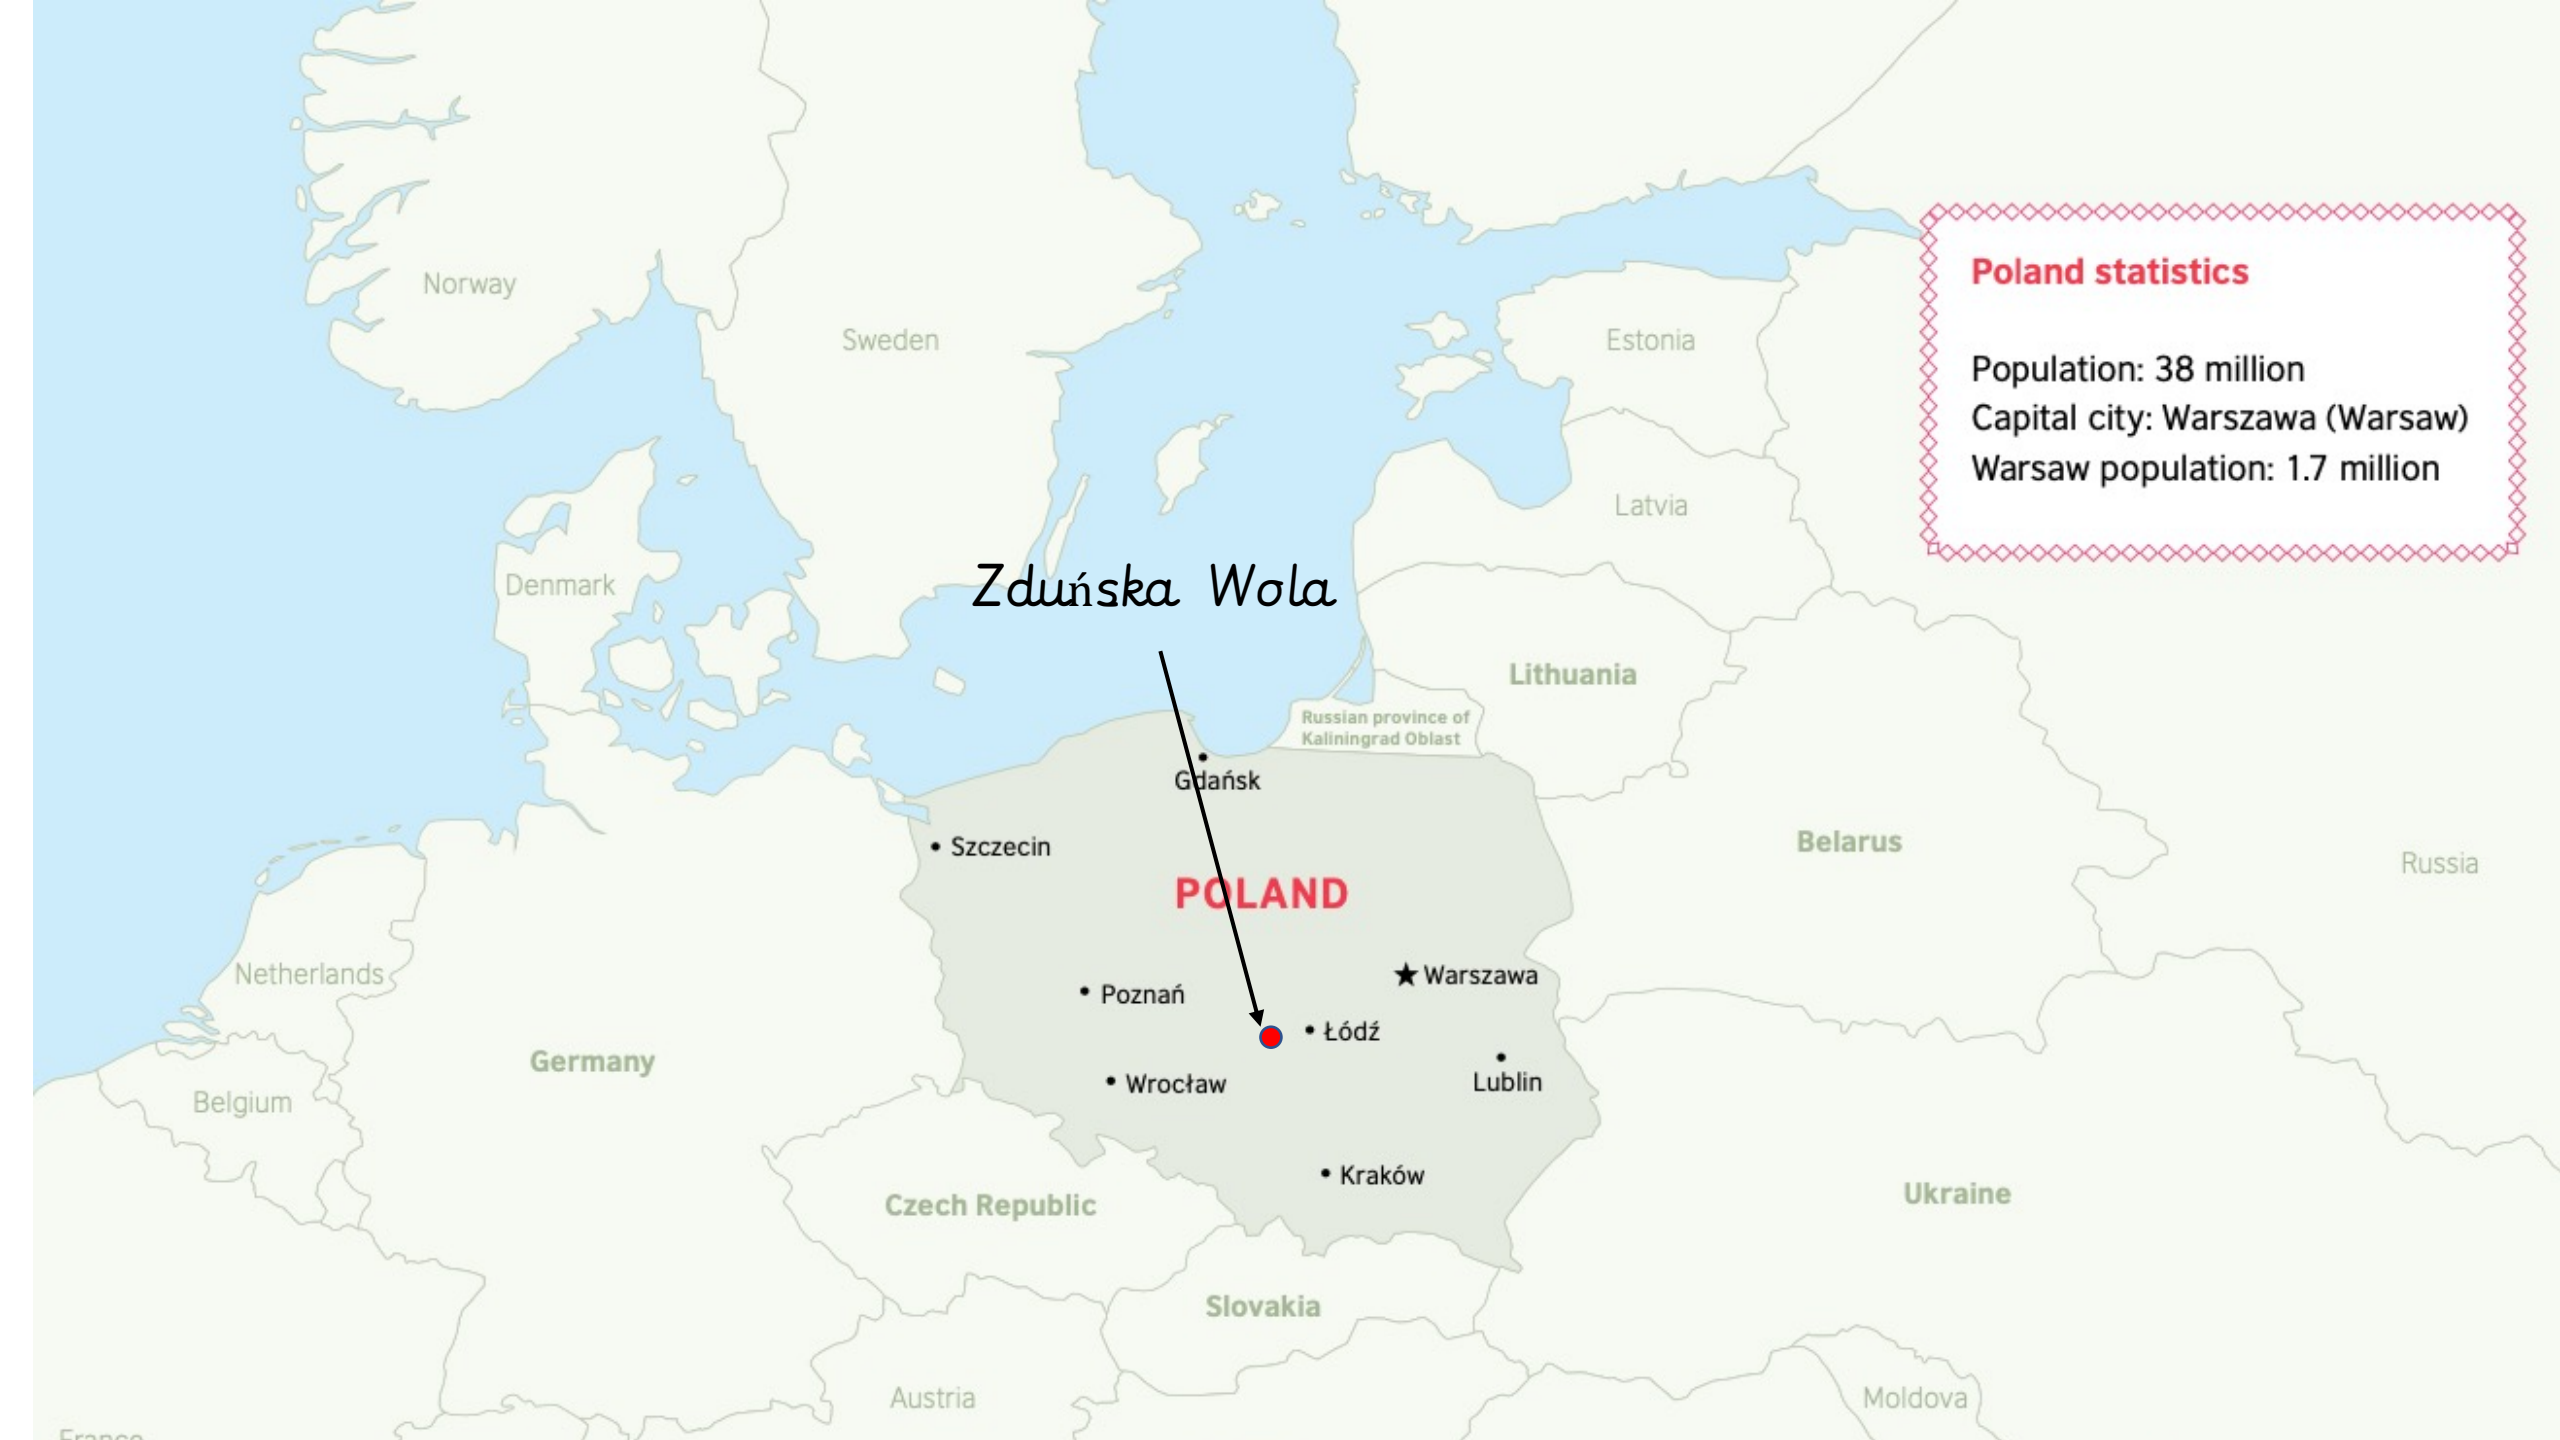 Norway
Sweden
Estonia
Poland statistics
Population: 38 million
Capital city: Warszawa (Warsaw)
Warsaw population: 1.7 million
Latvia
Denmark
Zduńska Wola
Lithuania
Russian province of
Kaliningrad Oblast
Gdańsk
Szczecin
Belarus
Russia
POLAND
Netherlands
Poznań
Warszawa
Łódź
Germany
Wrocław
Lublin
Belgium
Kraków
Czech Republic
Ukraine
Slovakia
Austria
Moldova
France